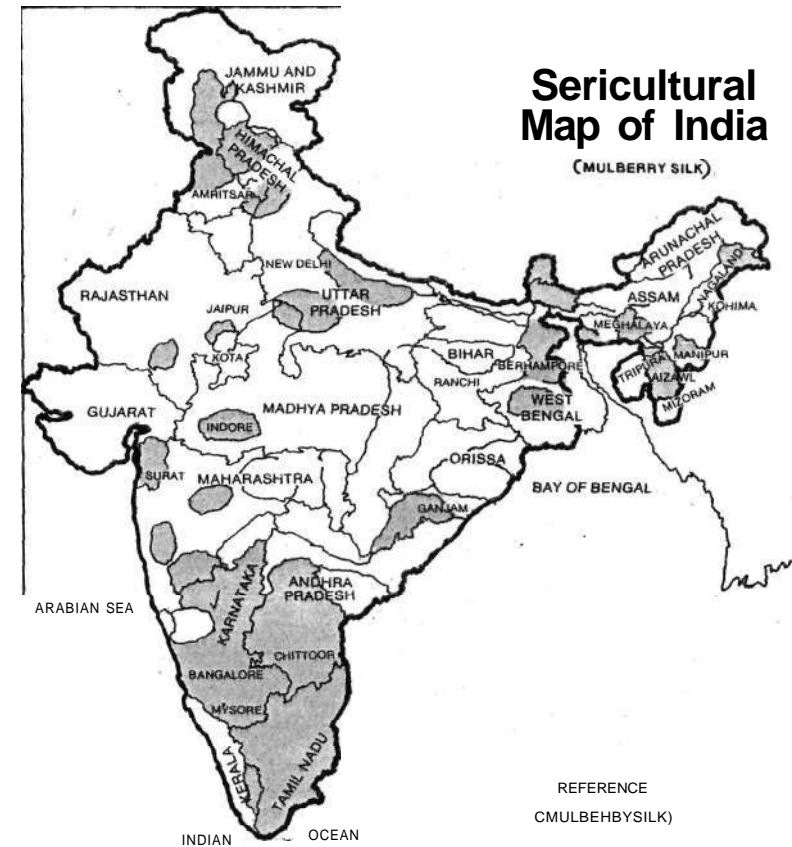 Sericultural
Map of India
(MULBERRY SILK)
JAMMU AND
KASHMIR
HIMACHAL
PRADESH
AMRITSAR
ARUNACHAL
PRADESH
NEW DELHI
UTTAR
PRADESH
RAJASTHAN
JAIPUR
KOTA
ASSAM
NAGALAND
KOHIMA
MEGHALAYA
MANIPUR
TRIPURA
AIZAWL
MIZORAM
BIHAR
BERHAMPORE
RANCHI
WEST
BENGAL
GUJARAT
MADHYA PRADESH
INDORE
ORISSA
SURAT
MAHARASHTRA
BAY OF BENGAL
GANJAM
ANDHRA
PRADESH
KARNATAKA
ARABIAN SEA
CHITTOOR
BANGALORE
MYSORE
KERALA
TAMIL NADU
REFERENCE
CMULBEHBYSILK)
INDIAN OCEAN